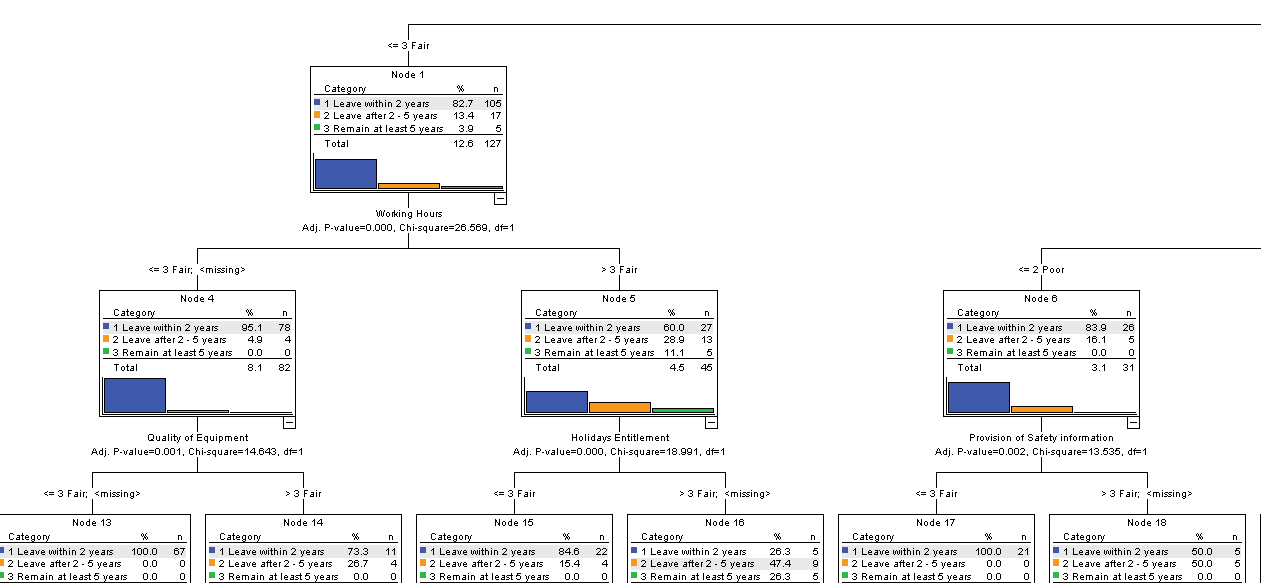 <= 3 Fair
Node 1
Category % n
1 Leave within 2 years 82.7 105
2 Leave after 2 - 5 years 13.4 17
3 Remain at least 5 years 3.9 5
Total 12.6 127
Working Hours
Adj. P-value=0.000, Chi-square=26.569, df=1
<= 3 Fair; <missing>
> 3 Fair
<= 2 Poor
Node 4
Category % n
1 Leave within 2 years 95.1 78
2 Leave after 2 - 5 years 4.9 4
3 Remain at least 5 years 0.0 0
Total 8.1 82
Quality of Equipment
Adj. P-value=0.001, Chi-square=14.643, df=1
Node 5
Category % n
1 Leave within 2 years 60.0 27
2 Leave after 2 - 5 years 28.9 13
3 Remain at least 5 years 11.1 5
Total 4.5 45
Holidays Entitlement
Adj. P-value=0.000, Chi-square=18.991, df=1
Node 6
Category % n
1 Leave within 2 years 83.9 26
2 Leave after 2 - 5 years 16.1 5
3 Remain at least 5 years 0.0 0
Total 3.1 31
Provision of Safety information
Adj. P-value=0.002, Chi-square=13.535, df=1
<= 3 Fair; <missing>
> 3 Fair
<= 3 Fair
> 3 Fair; <missing>
<= 3 Fair
> 3 Fair; <missing>
Node 13
Category % n
1 Leave within 2 years 100.0 67
2 Leave after 2 - 5 years 0.0 0
3 Remain at least 5 years 0.0 0
Node 14
Category % n
1 Leave within 2 years 73.3 11
2 Leave after 2 - 5 years 26.7 4
3 Remain at least 5 years 0.0 0
Node 15
Category % n
1 Leave within 2 years 84.6 22
2 Leave after 2 - 5 years 15.4 4
3 Remain at least 5 years 0.0 0
Node 16
Category % n
1 Leave within 2 years 26.3 5
2 Leave after 2 - 5 years 47.4 9
3 Remain at least 5 years 26.3 5
Node 17
Category % n
1 Leave within 2 years 100.0 21
2 Leave after 2 - 5 years 0.0 0
3 Remain at least 5 years 0.0 0
Node 18
Category % n
1 Leave within 2 years 50.0 5
2 Leave after 2 - 5 years 50.0 5
3 Remain at least 5 years 0.0 0